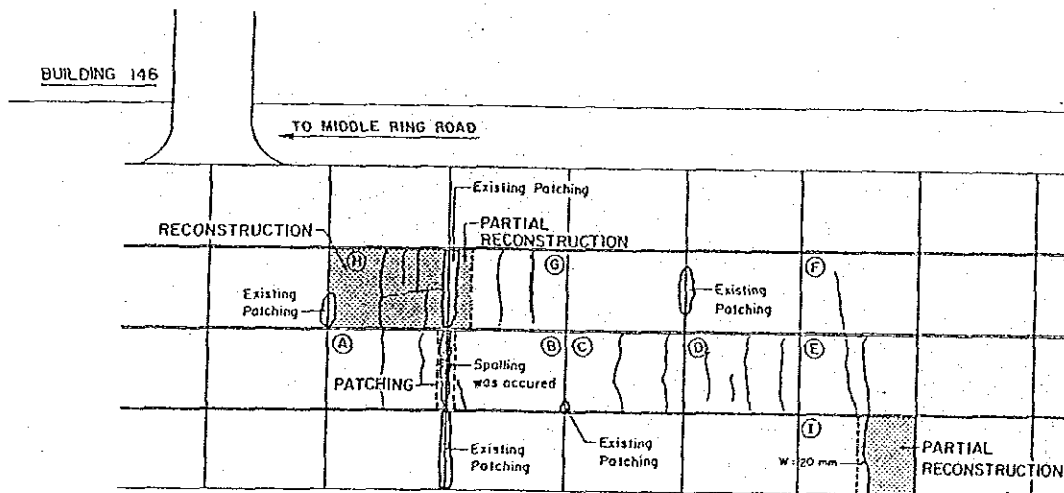 BUILDING 146
TO MIDDLE RING ROAD
Existing Patching
RECONSTRUCTION
PARTIAL
RECONSTRUCTION
H
G
F
Existing
Patching
Existing
Patching
A
B
C
D
E
PATCHING
Spalling
was accured
I
Existing
Patching
Existing
Patching
W=20 mm
PARTIAL
RECONSTRUCTION